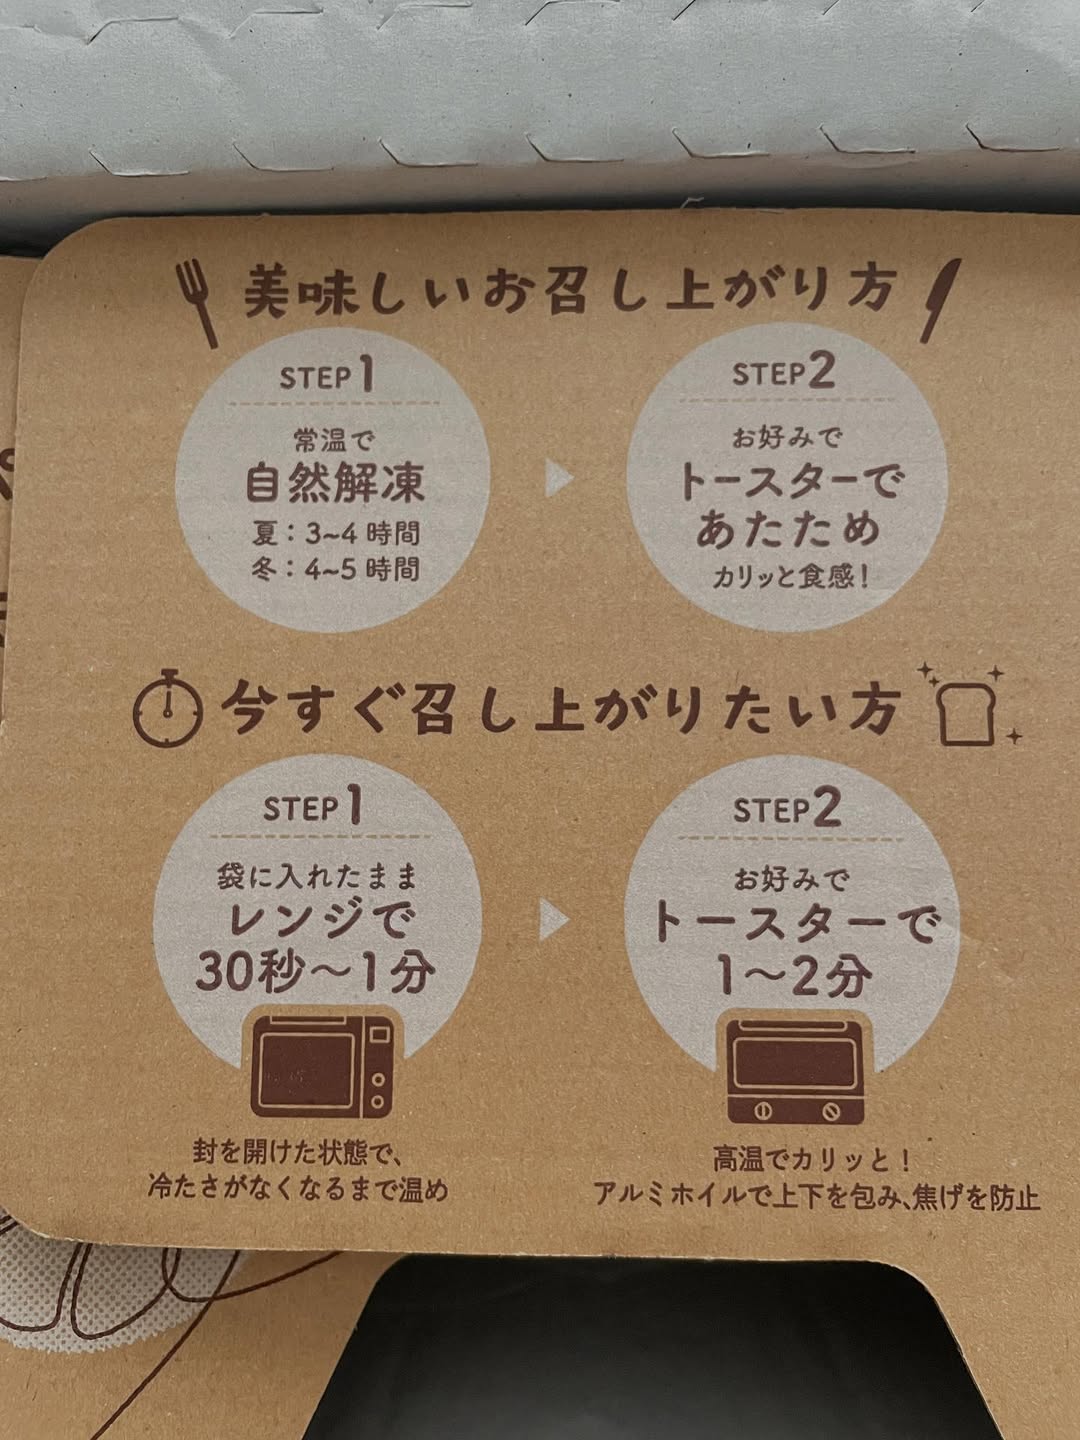 美味しいお召し上がり方
STEP1
常温で
自然解凍
夏：3~4 時間
冬：4~5 時間
STEP2
お好みで
トースターで
あたため
カリッと食感！
今すぐ召し上がりたい方
STEP1
袋に入れたまま
レンジで
30秒～1分
封を開けた状態で、
冷たさがなくなるまで温め
STEP2
お好みで
トースターで
1～2分
高温でカリッと！
アルミホイルで上下を包み、焦げを防止